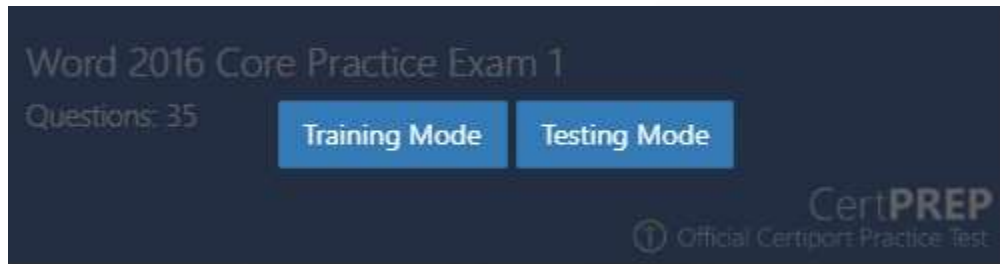 Word 2016 Core Practice Exam 1
Questions: 35
Training Mode
Testing Mode
CertPREP
Official Certiport Practice Test